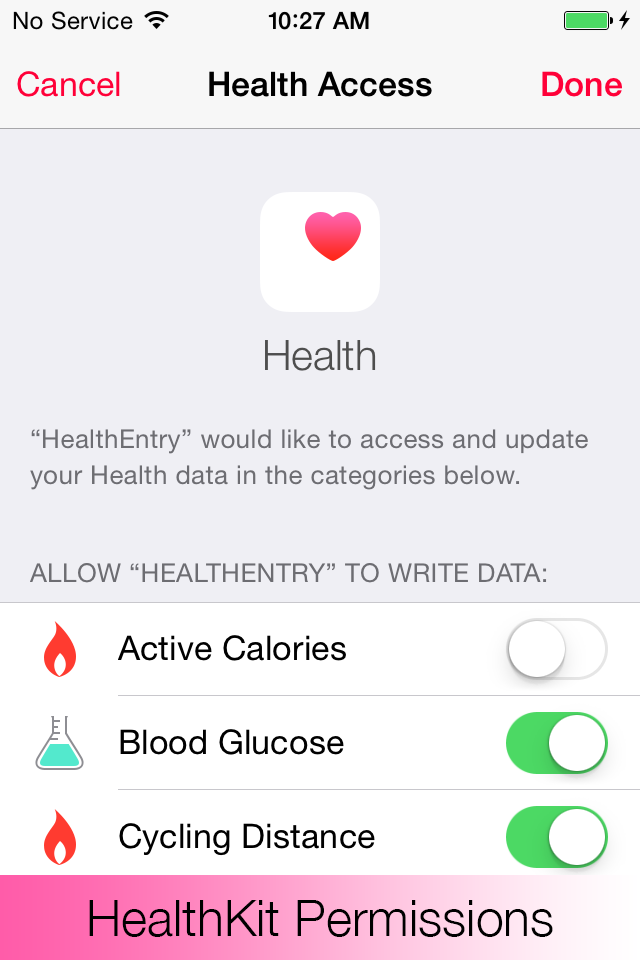 No Service 10:27 AM
Cancel Health Access Done
Health
“HealthEntry” would like to access and update
your Health data in the categories below.
ALLOW “HEALTHENTRY” TO WRITE DATA:
Active Calories
Blood Glucose
Cycling Distance
HealthKit Permissions